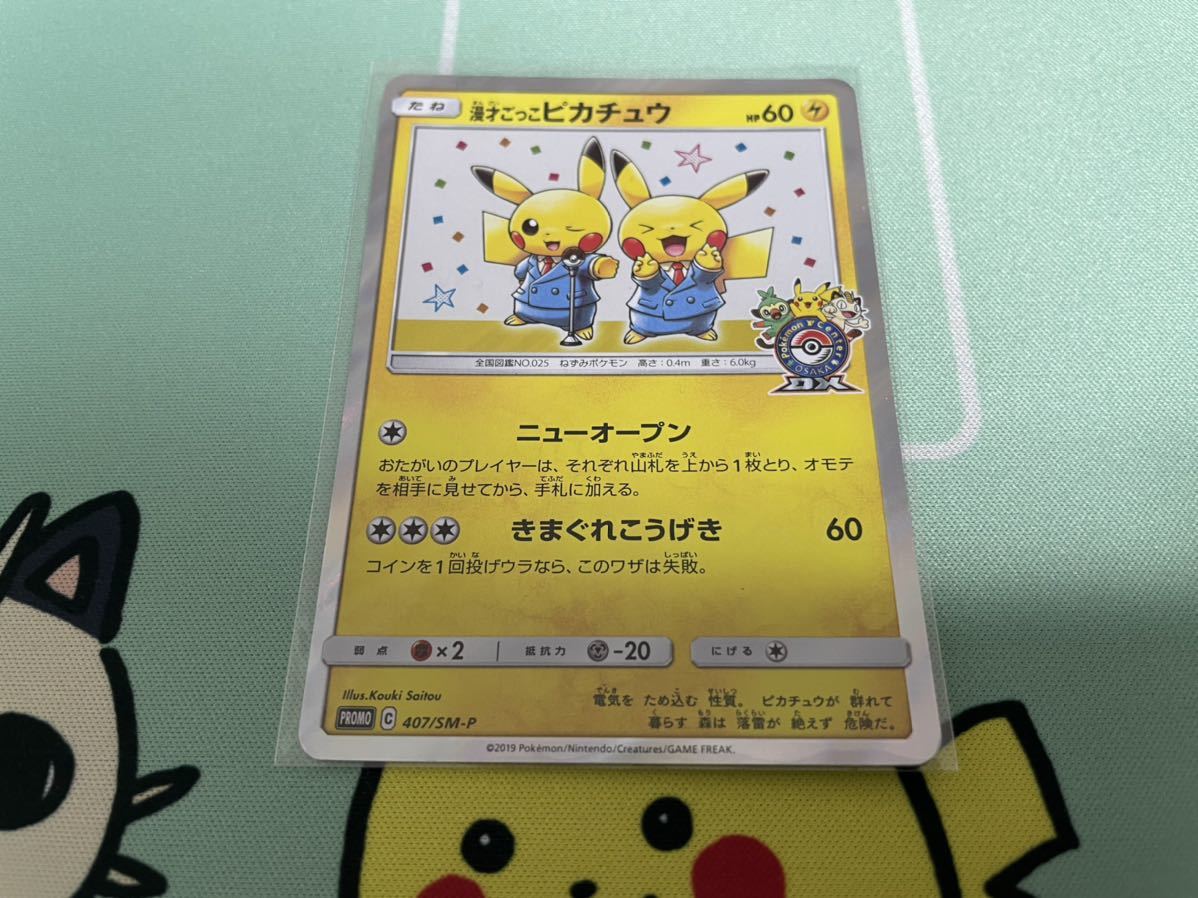 たね 漫才ごっこピカチュウ HP 60
Pokémon Center
OSAKA
DX
全国図鑑NO.025 ねずみポケモン 高さ:0.4m 重さ:6.0kg
ニューオープン
おたがいのプレイヤーは、それぞれ山札を上から1枚とり、オモテ
を相手に見せてから、手札に加える。
きまぐれこうげき 60
コインを1回投げウラなら、このワザは失敗。
弱点 ×2 抵抗力 -20 にげる
Illus.Kouki Saitou
電気を ため込む 性質。 ピカチュウが 群れて
暮らす 森は 落雷が 絶えず 危険だ。
PROMO C 407/SM-P
©2019 Pokémon/Nintendo/Creatures/GAME FREAK.